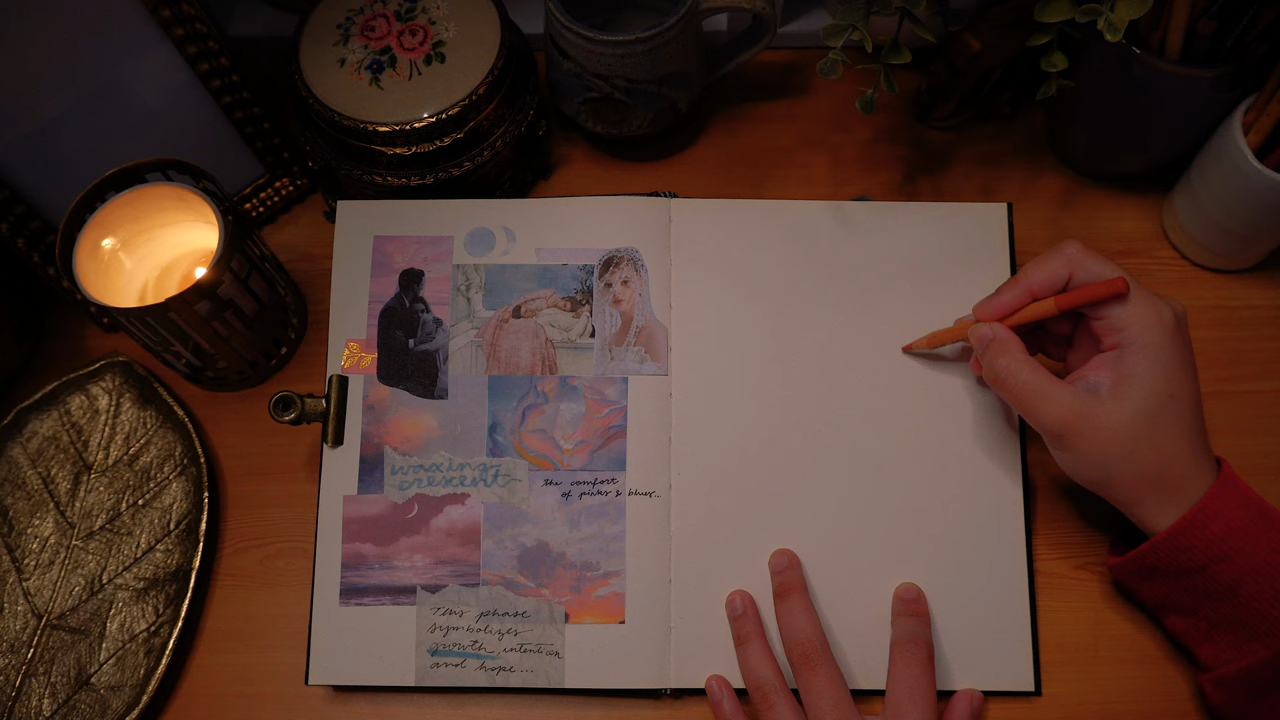 waxing
crescent
the comfort
of pinks & blues...
This phase
symbolizes
growth, intention
and hope...